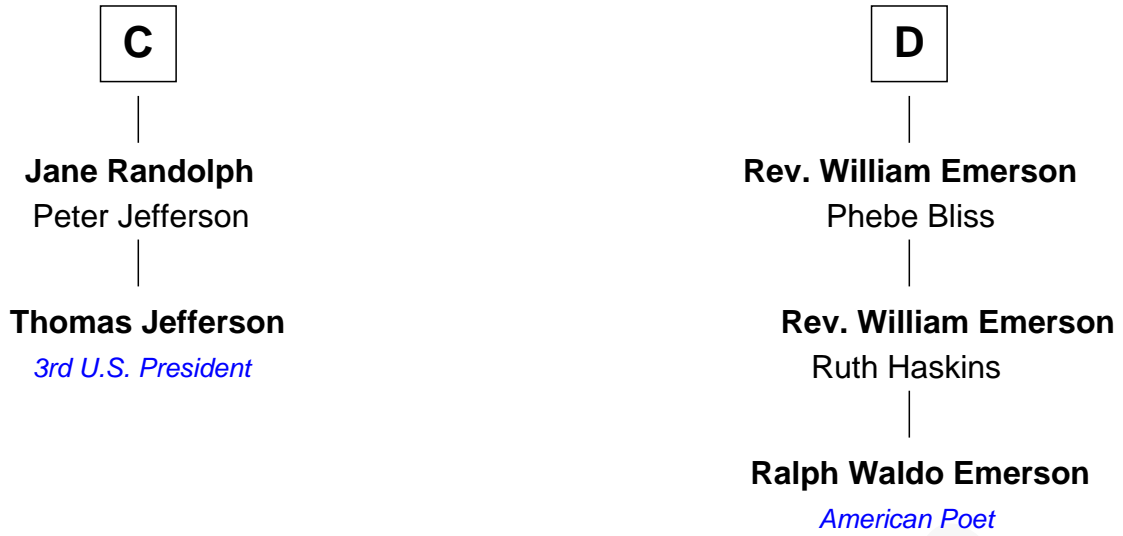 C
Jane Randolph
Peter Jefferson
Thomas Jefferson
3rd U.S. President
D
Rev. William Emerson
Phebe Bliss
Rev. William Emerson
Ruth Haskins
Ralph Waldo Emerson
American Poet